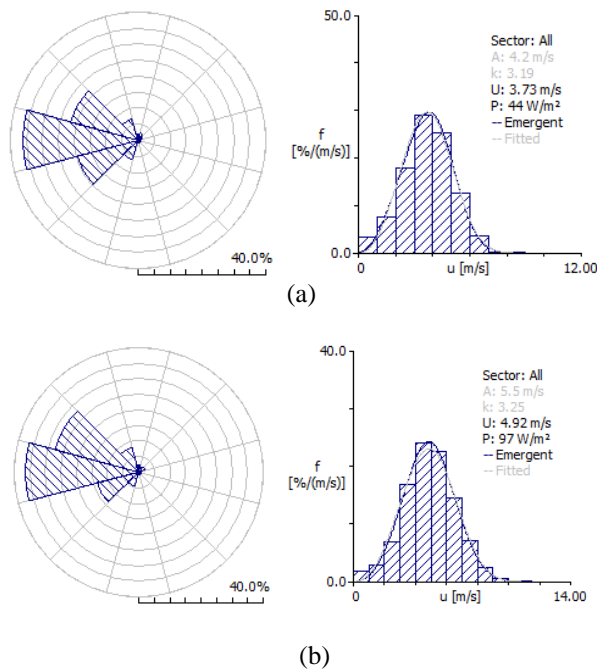 50.0
Sector: All
A: 4.2 m/s
k: 3.19
U: 3.73 m/s
P: 44 W/m²
-- Emergent
-- Fitted
f
[%/(m/s)]
40.0%
0.0
0
u [m/s]
12.00
(a)
40.0
Sector: All
A: 5.5 m/s
k: 3.25
U: 4.92 m/s
P: 97 W/m²
-- Emergent
-- Fitted
f
[%/(m/s)]
40.0%
0.0
0
u [m/s]
14.00
(b)